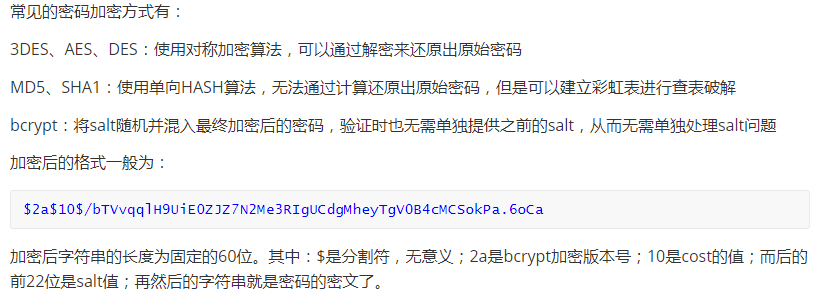 常见的密码加密方式有：
3DES、AES、DES：使用对称加密算法，可以通过解密来还原出原始密码
MD5、SHA1：使用单向HASH算法，无法通过计算还原出原始密码，但是可以建立彩虹表进行查表破解
bcrypt：将salt随机并混入最终加密后的密码，验证时也无需单独提供之前的salt，从而无需单独处理salt问题
加密后的格式一般为：
$2a$10$/bTVvqqlH9UiE0ZJZ7N2Me3RIgUCdgMheyTgV0B4cMCSokPa.6oCa
加密后字符串的长度为固定的60位。其中：$是分割符，无意义；2a是bcrypt加密版本号；10是cost的值；而后的
前22位是salt值；再然后的字符串就是密码的密文了。